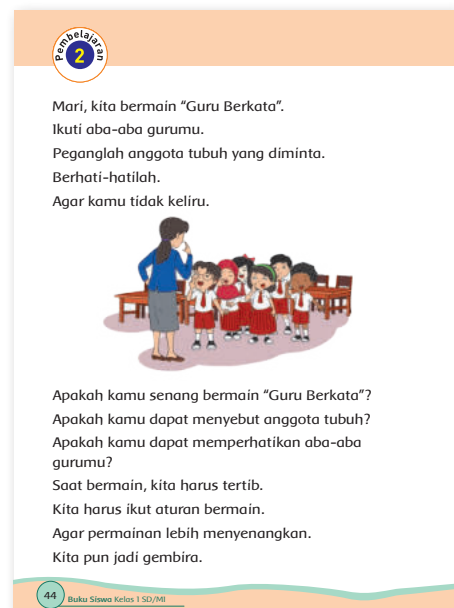 Pembelajaran
2
Mari, kita bermain “Guru Berkata”.
Ikuti aba-aba gurumu.
Peganglah anggota tubuh yang diminta.
Berhati-hatilah.
Agar kamu tidak keliru.
Apakah kamu senang bermain “Guru Berkata”?
Apakah kamu dapat menyebut anggota tubuh?
Apakah kamu dapat memperhatikan aba-aba
gurumu?
Saat bermain, kita harus tertib.
Kita harus ikut aturan bermain.
Agar permainan lebih menyenangkan.
Kita pun jadi gembira.
44 Buku Siswa Kelas 1 SD/MI